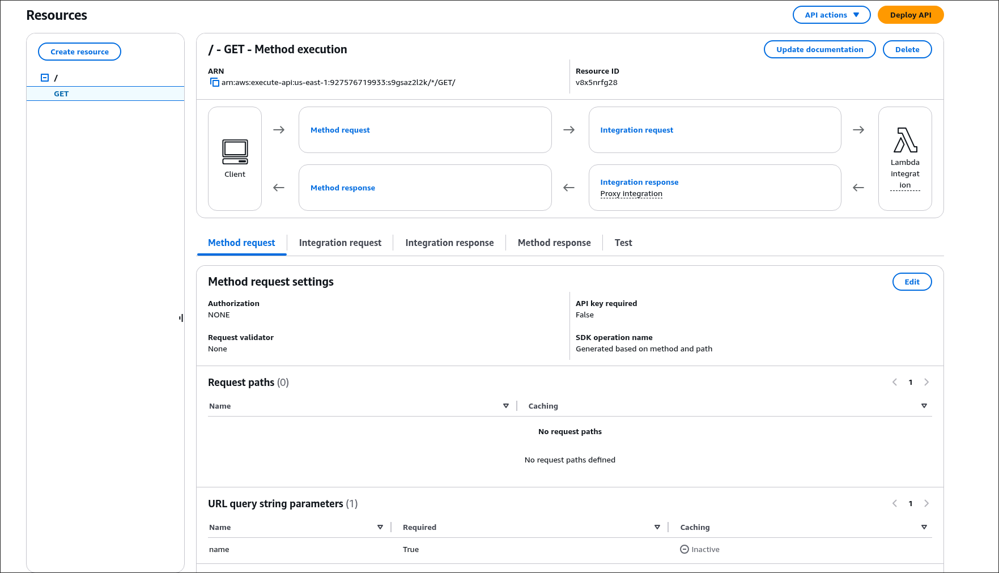 Resources
API actions
Deploy API
Create resource
/
GET
/ - GET - Method execution
Update documentation
Delete
ARN
arn:aws:execute-api:us-east-1:927576719933:s9gsaz2l2k/*/GET/
Resource ID
v8x5nrfg28
Client
Method request
Integration request
Method response
Integration response
Proxy integration
Lambda
integrat
ion
Method request
Integration request
Integration response
Method response
Test
Method request settings
Edit
Authorization
NONE
API key required
False
Request validator
None
SDK operation name
Generated based on method and path
Request paths (0)
1
Name
Caching
No request paths
No request paths defined
URL query string parameters (1)
1
Name
Required
Caching
name
True
Inactive